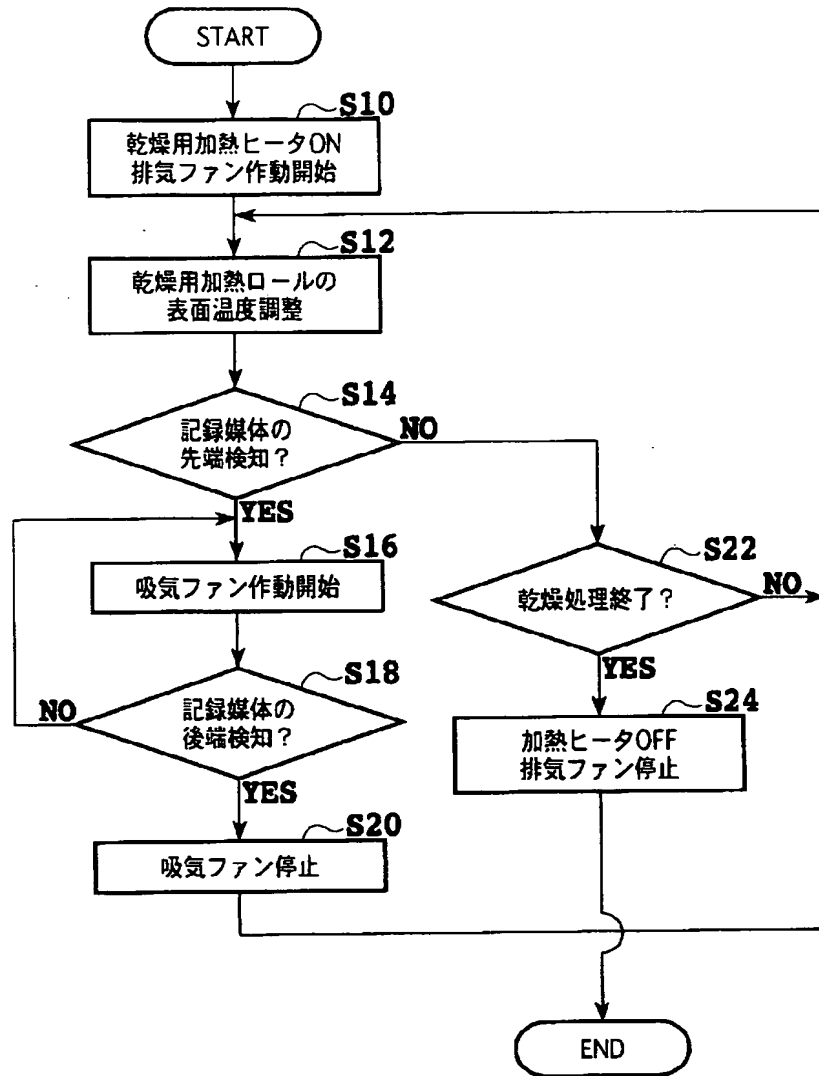 START
S10
乾燥用加熱ヒータON
排気ファン作動開始
S12
乾燥用加熱ロールの
表面温度調整
S14
記録媒体の
先端検知？
NO
YES
S16
吸気ファン作動開始
S18
記録媒体の
後端検知？
NO
YES
S20
吸気ファン停止
S22
乾燥処理終了？
NO
YES
S24
加熱ヒータOFF
排気ファン停止
END